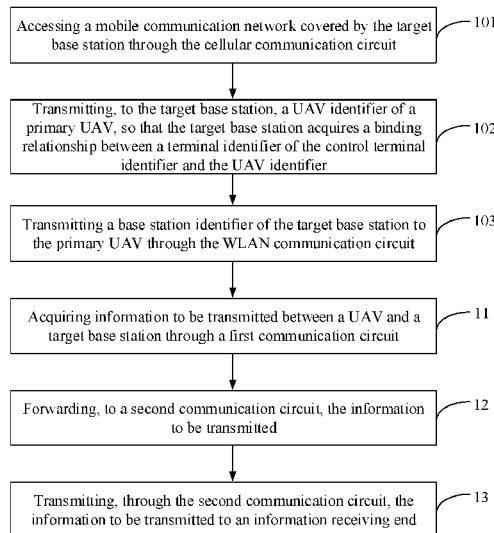 Accessing a mobile communication network covered by the target
base station through the cellular communication circuit
101
Transmitting, to the target base station, a UAV identifier of a
primary UAV, so that the target base station acquires a binding
relationship between a terminal identifier of the control terminal
identifier and the UAV identifier
102
Transmitting a base station identifier of the target base station to
the primary UAV through the WLAN communication circuit
103
Acquiring information to be transmitted between a UAV and a
target base station through a first communication circuit
11
Forwarding, to a second communication circuit, the information
to be transmitted
12
Transmitting, through the second communication circuit, the
information to be transmitted to an information receiving end
13